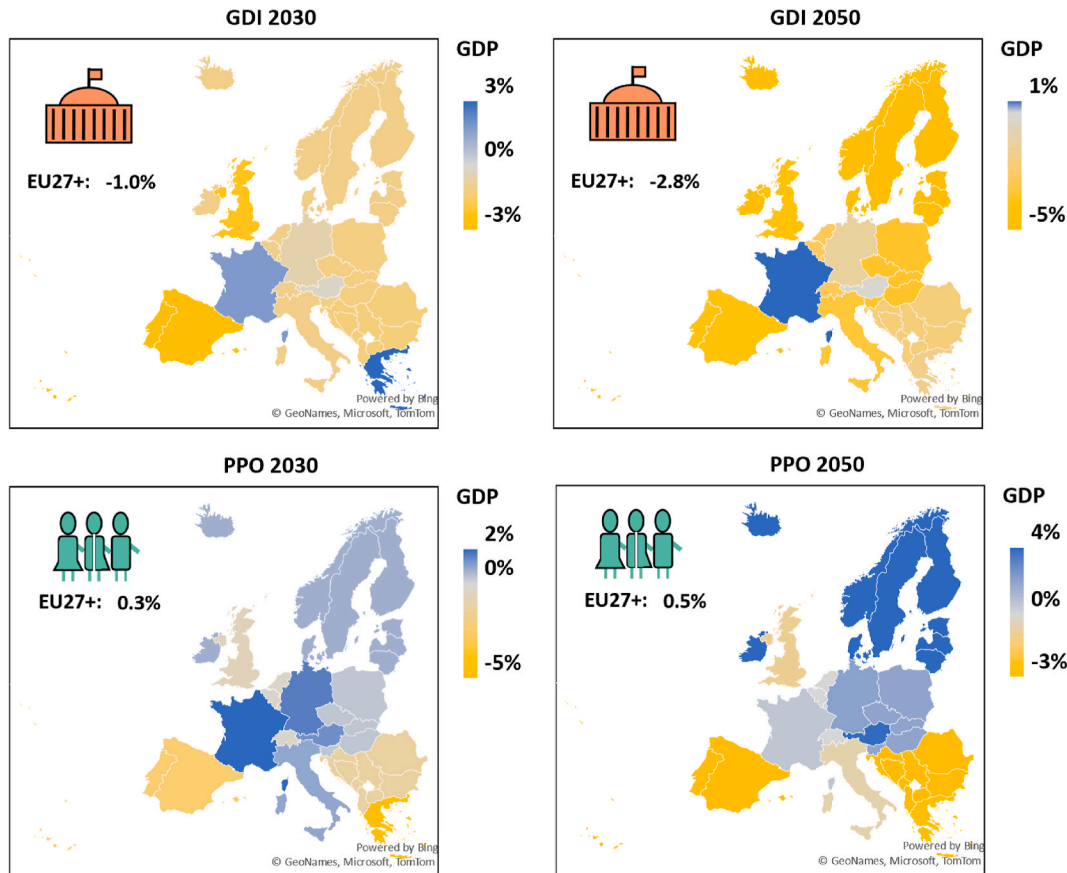 GDI 2030
GDP
3%
0%
-3%
EU27+: -1.0%
Powered by Bing
© GeoNames, Microsoft, TomTom
GDI 2050
GDP
1%
-5%
EU27+: -2.8%
Powered by Bing
© GeoNames, Microsoft, TomTom
PPO 2030
GDP
2%
0%
-5%
EU27+: 0.3%
Powered by Bing
© GeoNames, Microsoft, TomTom
PPO 2050
GDP
4%
0%
-3%
EU27+: 0.5%
Powered by Bing
© GeoNames, Microsoft, TomTom